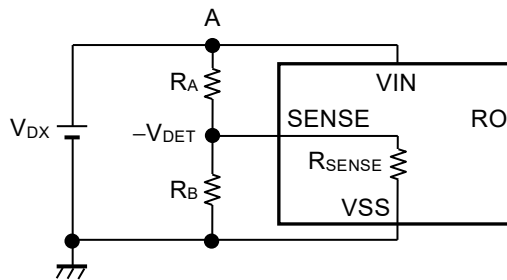 A
RA
VIN
VDX
–VDET
SENSE
RO
RSENSE
RB
VSS